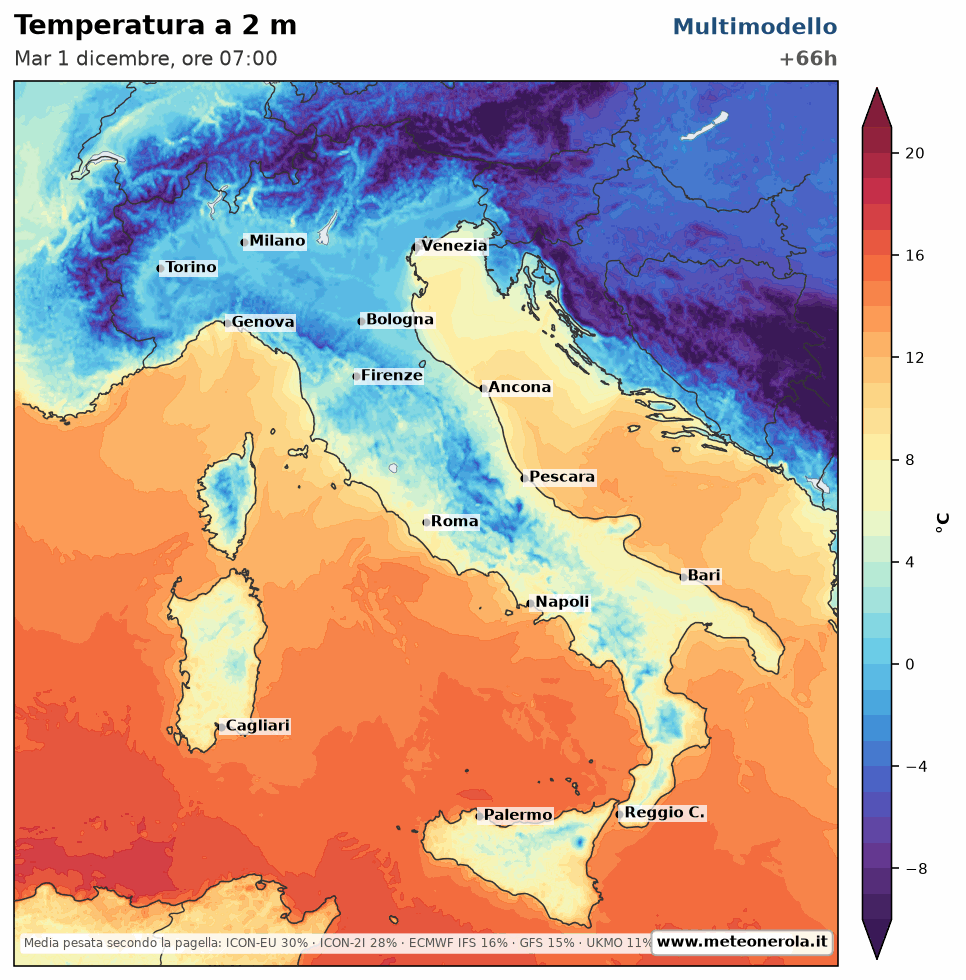 Temperatura a 2 m
Multimodello
Mar 1 dicembre, ore 07:00
+66h
Milano
Venezia
Torino
Genova
Bologna
Firenze
Ancona
Pescara
Roma
Bari
Napoli
Cagliari
Palermo
Reggio C.
20
16
12
8
4
0
−4
−8
°C
Media pesata secondo la pagella: ICON-EU 30% · ICON-2I 28% · ECMWF IFS 16% · GFS 15% · UKMO 11%
www.meteonerola.it